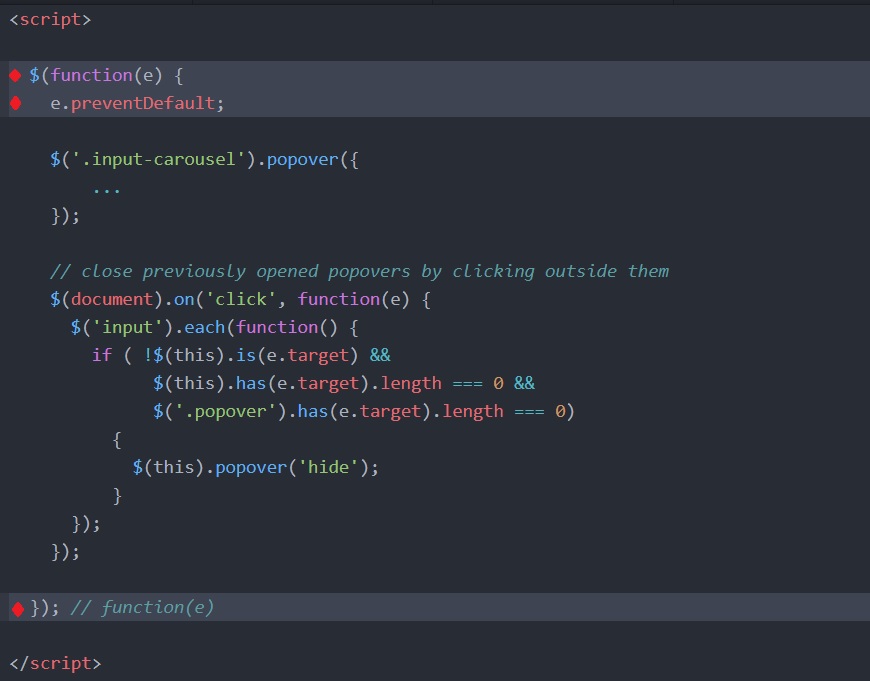 <script>
$(function(e) {
e.preventDefault;
$('.input-carousel').popover({
...
});
// close previously opened popovers by clicking outside them
$(document).on('click', function(e) {
$('input').each(function() {
if ( !$(this).is(e.target) &&
$(this).has(e.target).length === 0 &&
$('.popover').has(e.target).length === 0)
{
$(this).popover('hide');
}
});
});
}); // function(e)
</script>